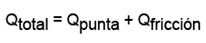 Qtotal = Qpunta + Qfricción